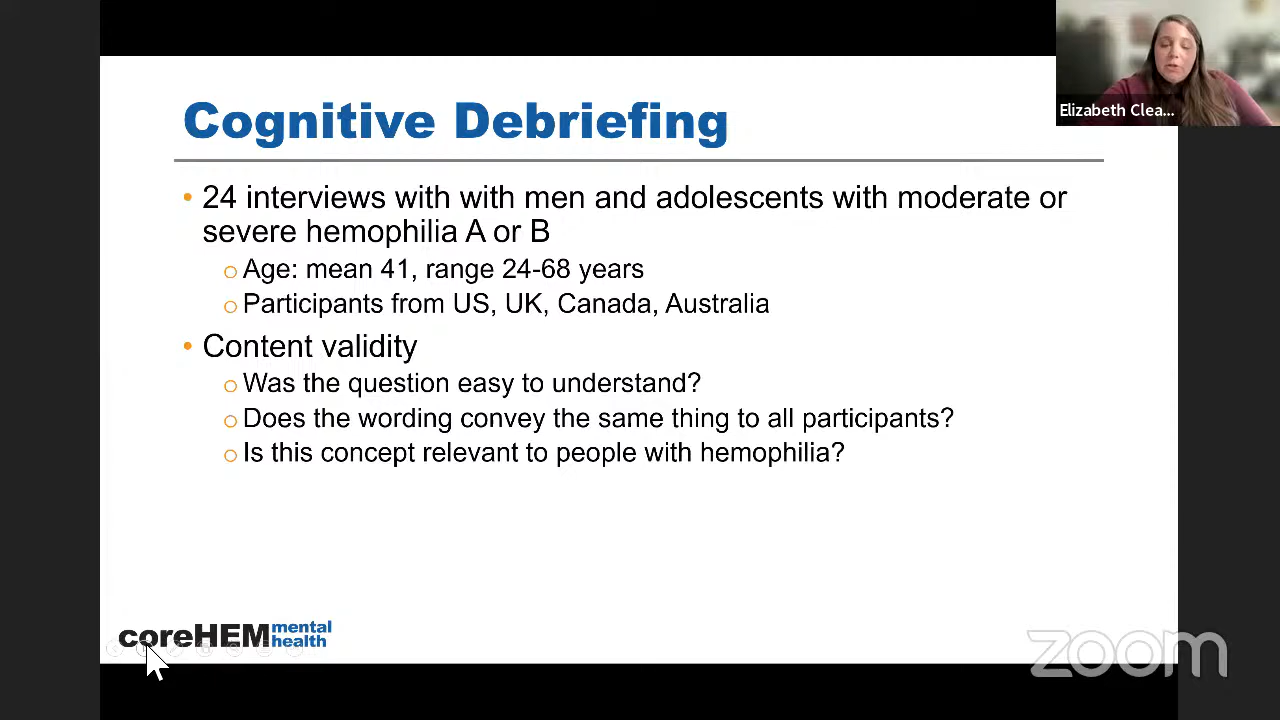 Cognitive Debriefing
Elizabeth Clea...
• 24 interviews with with men and adolescents with moderate or
severe hemophilia A or B
o Age: mean 41, range 24-68 years
o Participants from US, UK, Canada, Australia
• Content validity
o Was the question easy to understand?
o Does the wording convey the same thing to all participants?
o Is this concept relevant to people with hemophilia?
coreHEM mental
health
zoom